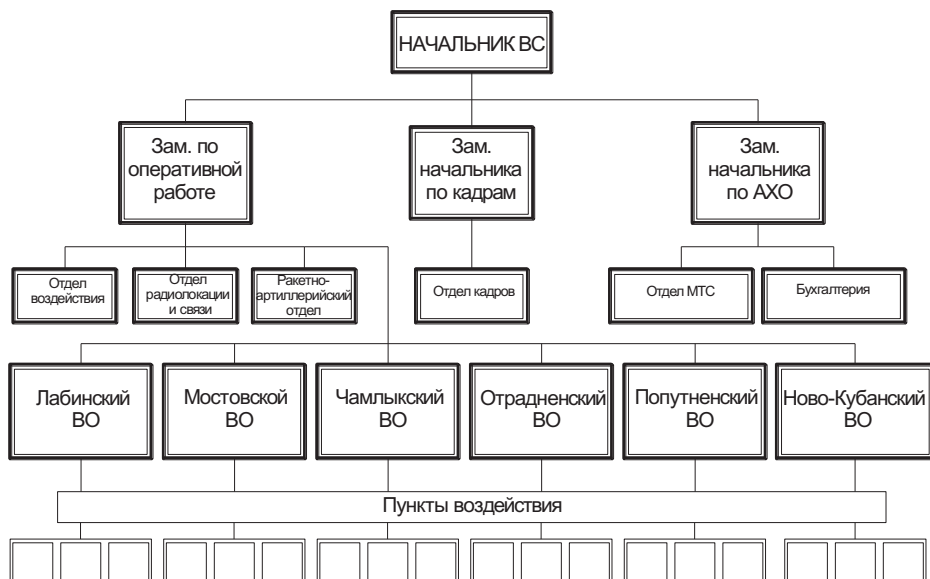 НАЧАЛЬНИК ВС
Зам. по
оперативной
работе
Зам.
начальника
по кадрам
Зам.
начальника
по АХО
Отдел
воздействия
Отдел
радиолокации
и связи
Ракетно-
артиллерийский
отдел
Отдел кадров
Отдел МТС
Бухгалтерия
Лабинский
ВО
Мостовской
ВО
Чамлыкский
ВО
Отрадненский
ВО
Попутненский
ВО
Ново-Кубанский
ВО
Пункты воздействия